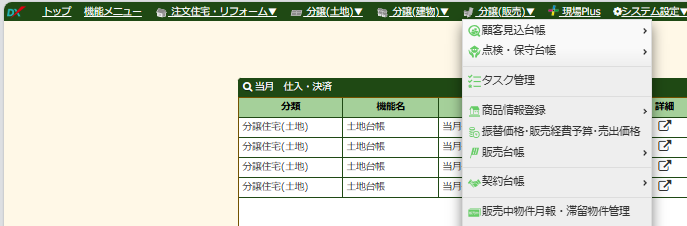 DX トップ 機能メニュー 注文住宅・リフォーム▼ 分譲(土地)▼ 分譲(建物)▼ 分譲(販売)▼ 現場Plus システム設定▼
顧客見込台帳
点検・保守台帳
タスク管理
商品情報登録
振替価格・販売経費予算・売出価格
販売台帳
契約台帳
販売中物件月報・滞留物件管理
当月 仕入・決済
分類 機能名 詳細
分譲住宅(土地) 土地台帳 当月
分譲住宅(土地) 土地台帳 当月
分譲住宅(土地) 土地台帳 当月
分譲住宅(土地) 土地台帳 当月